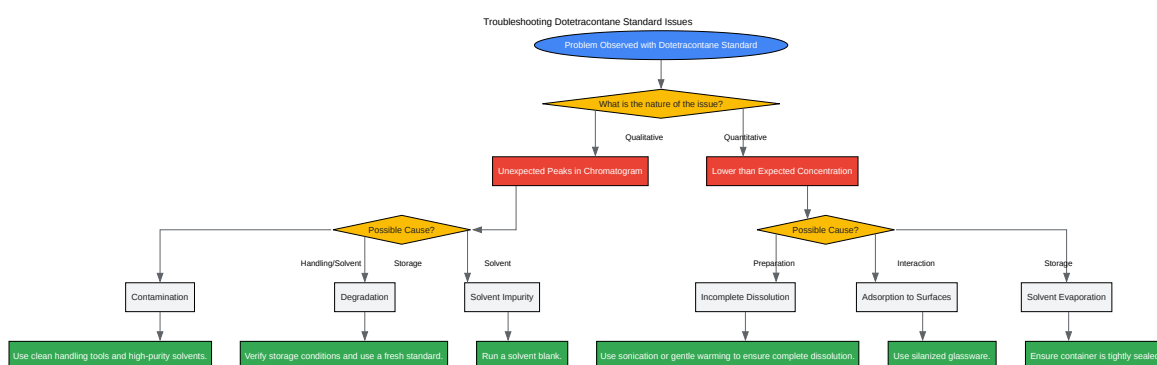 Troubleshooting Dotetracontane Standard Issues
Problem Observed with Dotetracontane Standard
What is the nature of the issue?
Qualitative
Quantitative
Unexpected Peaks in Chromatogram
Lower than Expected Concentration
Possible Cause?
Possible Cause?
Handling/Solvent
Storage
Solvent
Preparation
Interaction
Storage
Contamination
Degradation
Solvent Impurity
Incomplete Dissolution
Adsorption to Surfaces
Solvent Evaporation
Use clean handling tools and high-purity solvents.
Verify storage conditions and use a fresh standard.
Run a solvent blank.
Use sonication or gentle warming to ensure complete dissolution.
Use silanized glassware.
Ensure container is tightly sealed